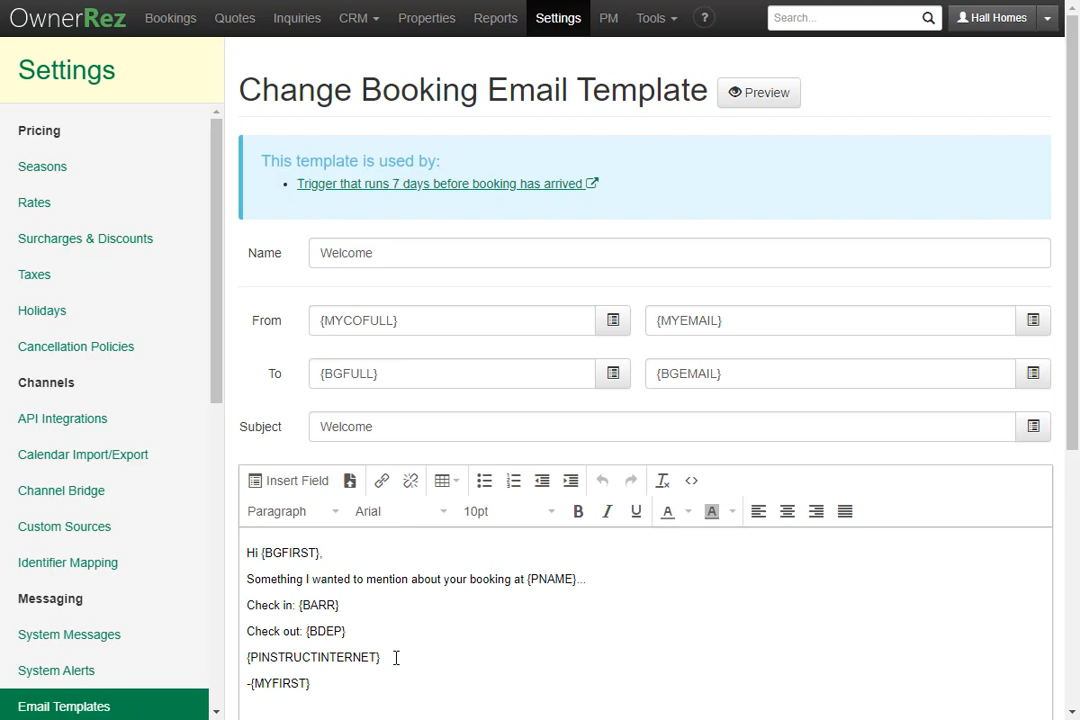 OwnerRez Bookings Quotes Inquiries CRM Properties Reports Settings PM Tools ? Search... Hall Homes
Settings
Pricing
Seasons
Rates
Surcharges & Discounts
Taxes
Holidays
Cancellation Policies
Channels
API Integrations
Calendar Import/Export
Channel Bridge
Custom Sources
Identifier Mapping
Messaging
System Messages
System Alerts
Email Templates
Change Booking Email Template Preview
This template is used by:
• Trigger that runs 7 days before booking has arrived
Name Welcome
From {MYCOFULL} {MYEMAIL}
To {BGFULL} {BGEMAIL}
Subject Welcome
Insert Field
Paragraph Arial 10pt B I U A A
Hi {BGFIRST},
Something I wanted to mention about your booking at {PNAME}...
Check in: {BARR}
Check out: {BDEP}
{PINSTRUCTINTERNET}
-{MYFIRST}